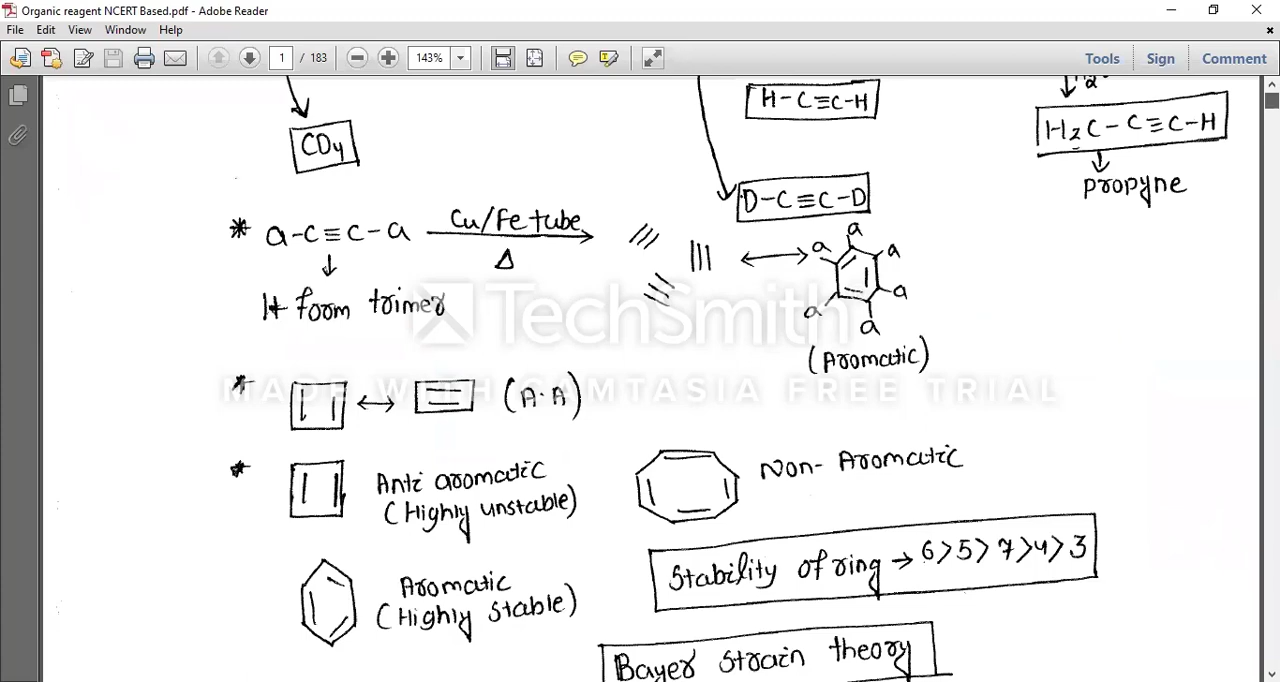 Organic reagent NCERT Based.pdf - Adobe Reader
File Edit View Window Help
1 / 183 143% Tools Sign Comment
H-C≡C-H
CD4
H3C-C≡C-H
propyne
D-C≡C-D
* a-C≡C-a Cu/Fe tube
Δ
a a a a a a
It form trimer
(Aromatic)
TechSmith
MADE WITH CAMTASIA FREE TRIAL
* (A.A)
* Anti aromatic
(Highly unstable)
Non-Aromatic
Stability of ring → 6>5>7>4>3
Aromatic
(Highly stable)
Bayer strain theory